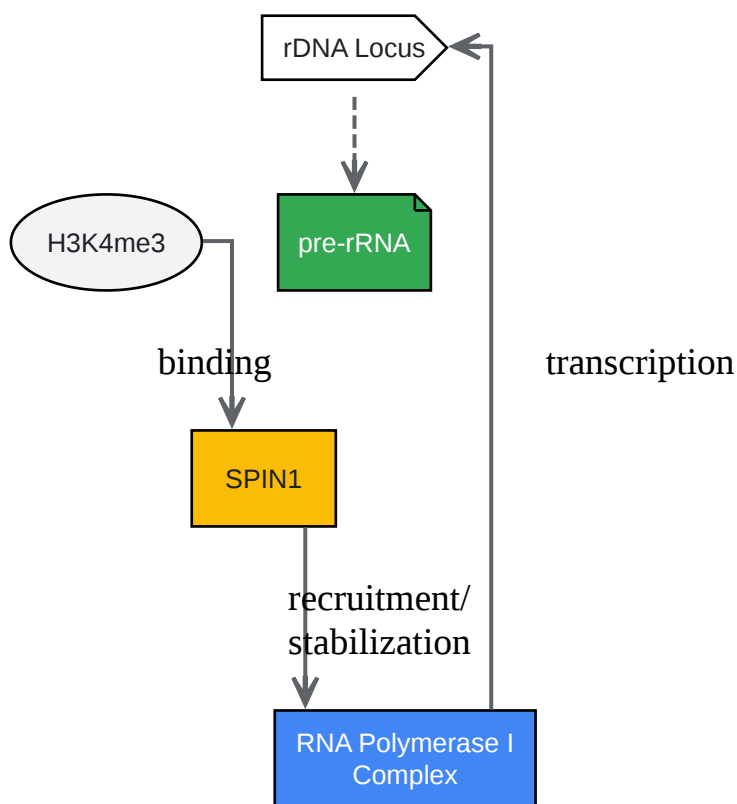 rDNA Locus
pre-rRNA
H3K4me3
binding
transcription
SPIN1
recruitment/
stabilization
RNA Polymerase I
Complex